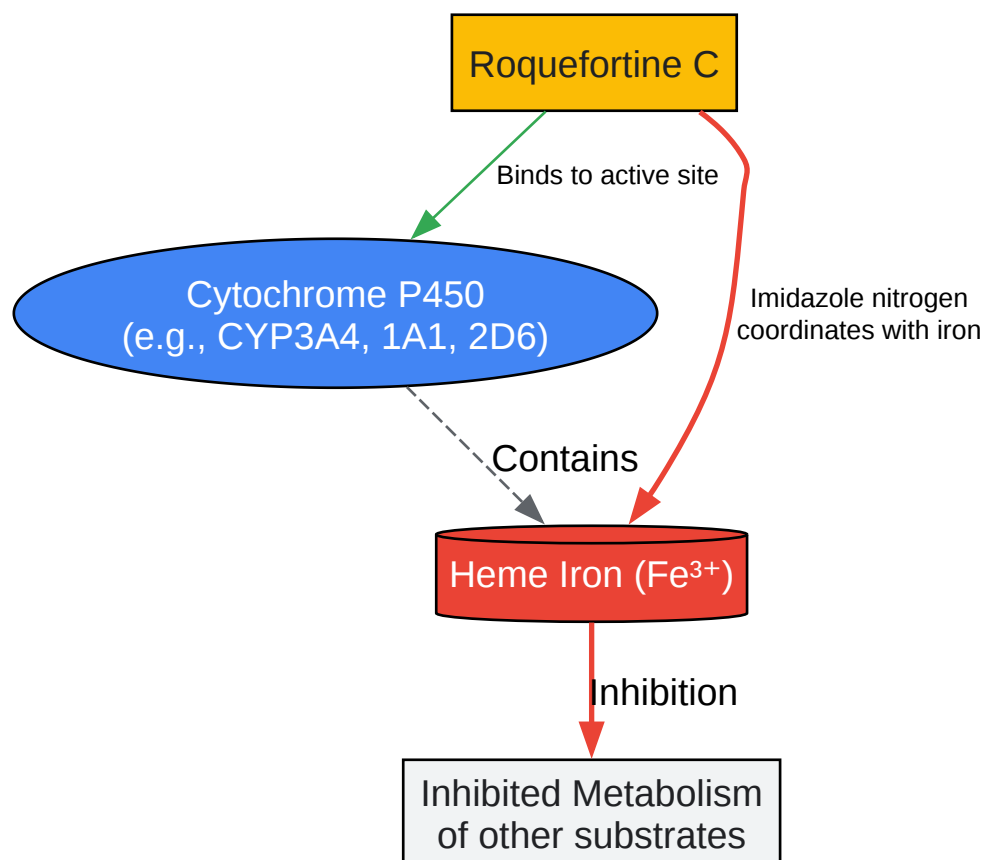 Roquefortine C
Binds to active site
Cytochrome P450
(e.g., CYP3A4, 1A1, 2D6)
Imidazole nitrogen
coordinates with iron
Contains
Heme Iron (Fe³⁺)
Inhibition
Inhibited Metabolism
of other substrates